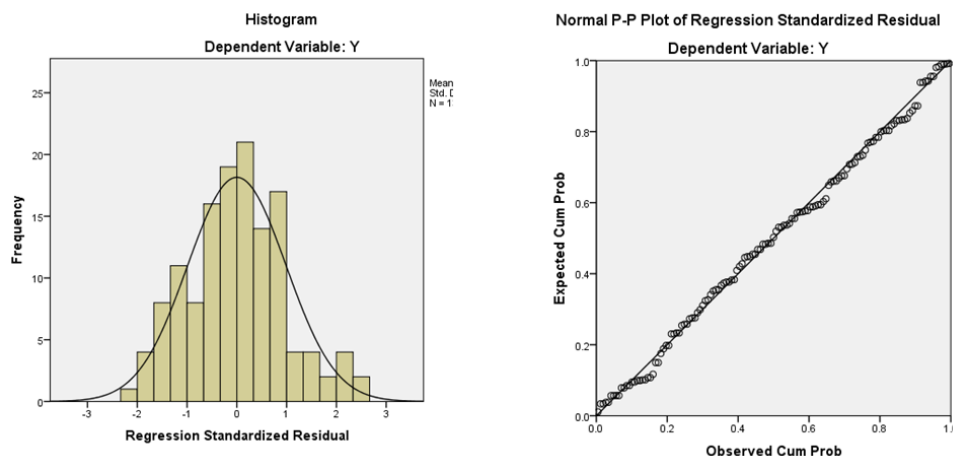 Histogram
Dependent Variable: Y
Mean
Std. D
N = 1
25
20
15
10
5
0
Frequency
-3 -2 -1 0 1 2 3
Regression Standardized Residual
Normal P-P Plot of Regression Standardized Residual
Dependent Variable: Y
1.0
0.8
0.6
0.4
0.2
0.0
Expected Cum Prob
0.0 0.2 0.4 0.6 0.8 1.0
Observed Cum Prob